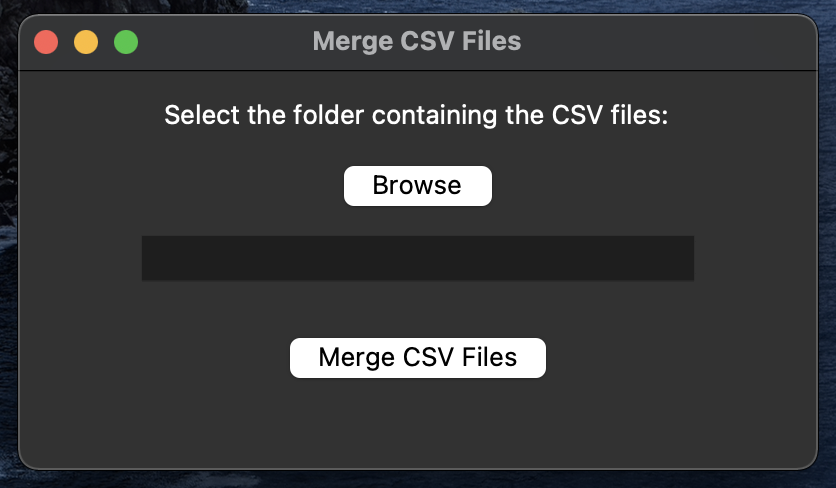 Merge CSV Files
Select the folder containing the CSV files:
Browse
Merge CSV Files